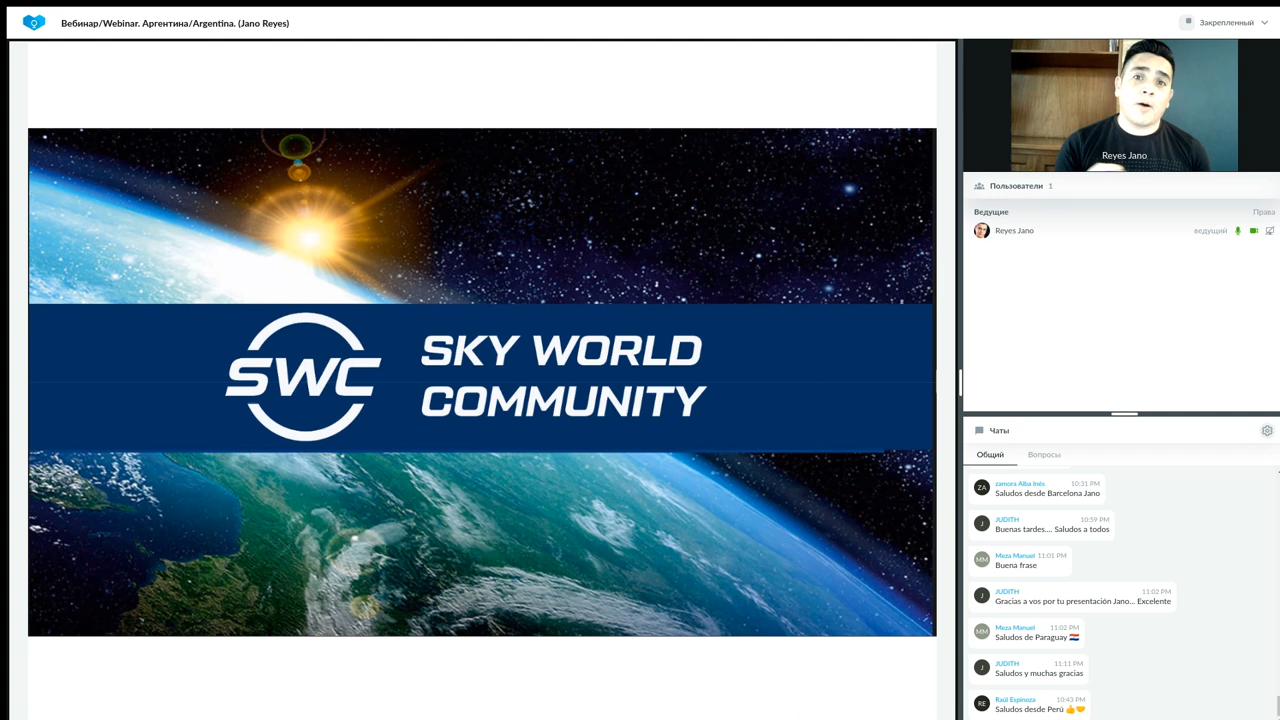 Вебинар/Webinar. Аргентина/Argentina. (Jano Reyes)
Закрепленный
SWC
SKY WORLD
COMMUNITY
Reyes Jano
Пользователи 1
Ведущие Права
Reyes Jano ведущий
Чаты
Общий Вопросы
ZA zamora Alba Inés 10:31 PM
Saludos desde Barcelona Jano
J JUDITH 10:59 PM
Buenas tardes.... Saludos a todos
MM Meza Manuel 11:01 PM
Buena frase
J JUDITH 11:02 PM
Gracias a vos por tu presentación Jano... Excelente
MM Meza Manuel 11:02 PM
Saludos de Paraguay 🇵🇾
J JUDITH 11:11 PM
Saludos y muchas gracias
RE Raúl Espinoza 10:43 PM
Saludos desde Perú 👍🤝